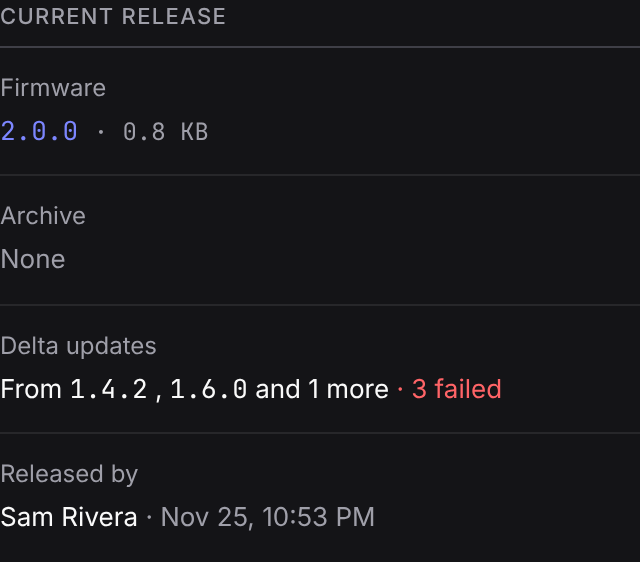 CURRENT RELEASE
Firmware
2.0.0 · 0.8 KB
Archive
None
Delta updates
From 1.4.2 , 1.6.0 and 1 more · 3 failed
Released by
Sam Rivera · Nov 25, 10:53 PM